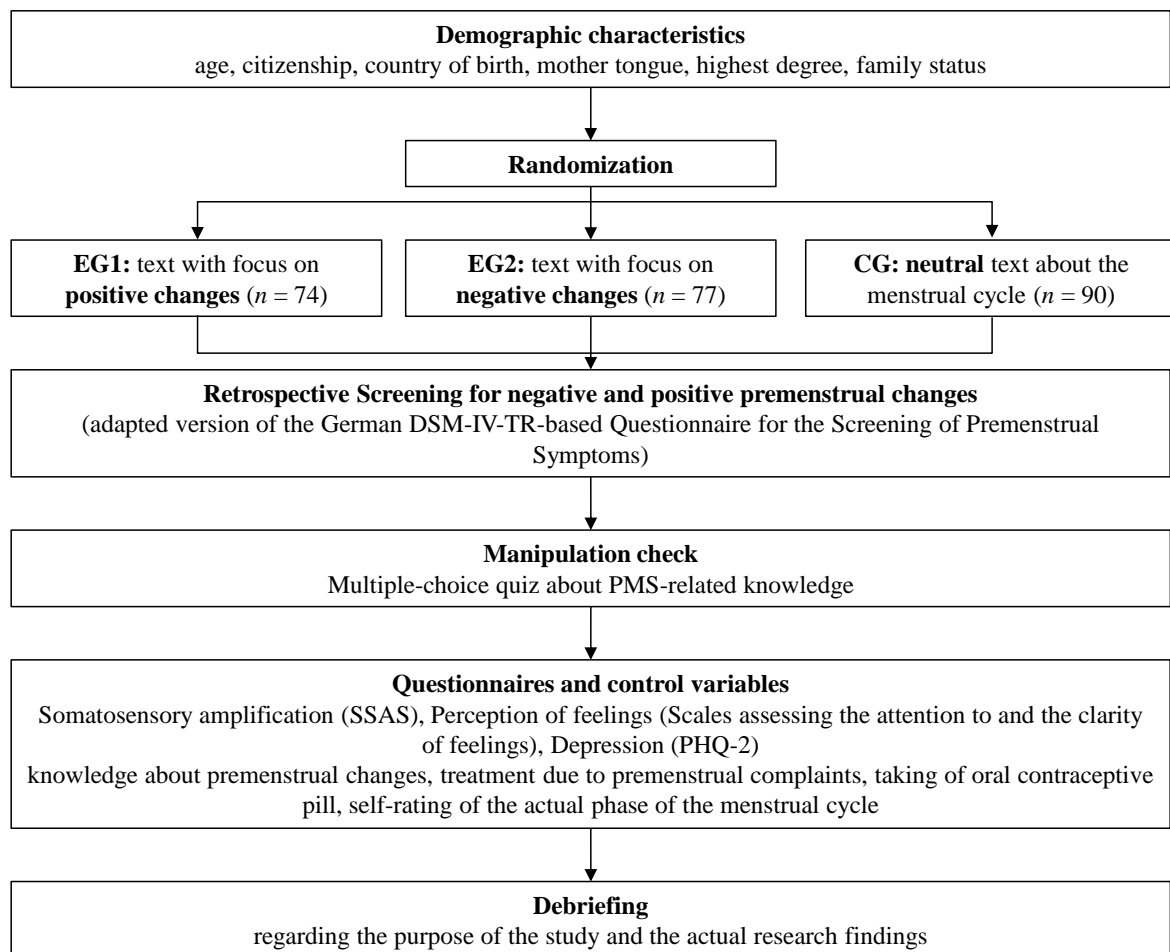 Demographic characteristics
age, citizenship, country of birth, mother tongue, highest degree, family status
Randomization
EG1: text with focus on
positive changes (n = 74)
EG2: text with focus on
negative changes (n = 77)
CG: neutral text about the
menstrual cycle (n = 90)
Retrospective Screening for negative and positive premenstrual changes
(adapted version of the German DSM-IV-TR-based Questionnaire for the Screening of Premenstrual
Symptoms)
Manipulation check
Multiple-choice quiz about PMS-related knowledge
Questionnaires and control variables
Somatosensory amplification (SSAS), Perception of feelings (Scales assessing the attention to and the clarity
of feelings), Depression (PHQ-2)
knowledge about premenstrual changes, treatment due to premenstrual complaints, taking of oral contraceptive
pill, self-rating of the actual phase of the menstrual cycle
Debriefing
regarding the purpose of the study and the actual research findings